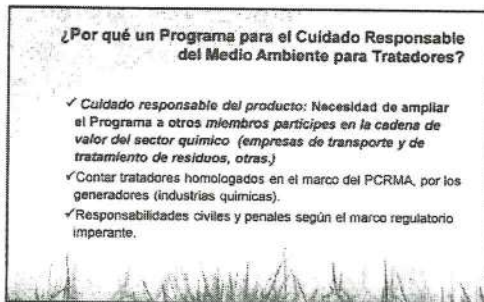 ¿Por qué un Programa para el Cuidado Responsable
del Medio Ambiente para Tratadores?
✓ Cuidado responsable del producto: Necesidad de ampliar
el Programa a otros miembros participes en la cadena de
valor del sector químico (empresas de transporte y de
tratamiento de residuos, otras.)
✓Contar tratadores homologados en el marco del PCRMA, por los
generadores (industrias químicas).
✓Responsabilidades civiles y penales según el marco regulatorio
imperante.